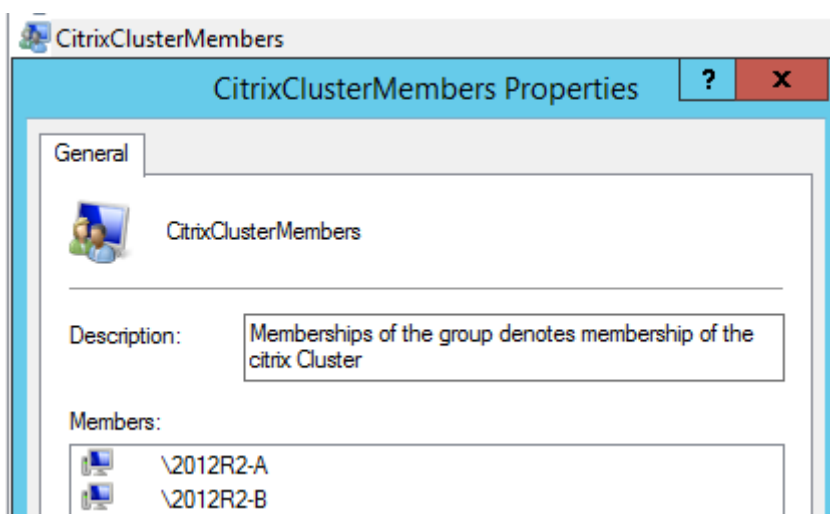 CitrixClusterMembers
CitrixClusterMembers Properties
?
x
General
CitrixClusterMembers
Description:
Memberships of the group denotes membership of the
citrix Cluster
Members:
\2012R2-A
\2012R2-B